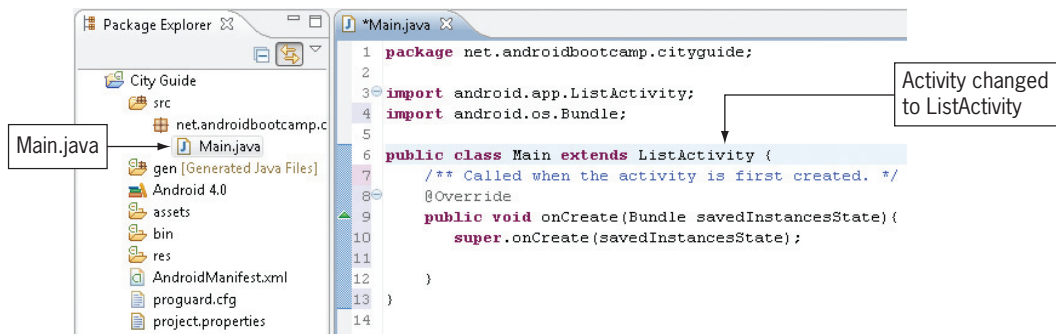 Package Explorer
City Guide
src
net.androidbootcamp.c
Main.java
gen [Generated Java Files]
Android 4.0
assets
bin
res
AndroidManifest.xml
proguard.cfg
project.properties
Main.java
*Main.java
1 package net.androidbootcamp.cityguide;
2
3 import android.app.ListActivity;
4 import android.os.Bundle;
5
6 public class Main extends ListActivity {
7 /** Called when the activity is first created. */
8 @Override
9 public void onCreate(Bundle savedInstancesState){
10 super.onCreate(savedInstancesState);
11
12 }
13 }
14
Activity changed
to ListActivity